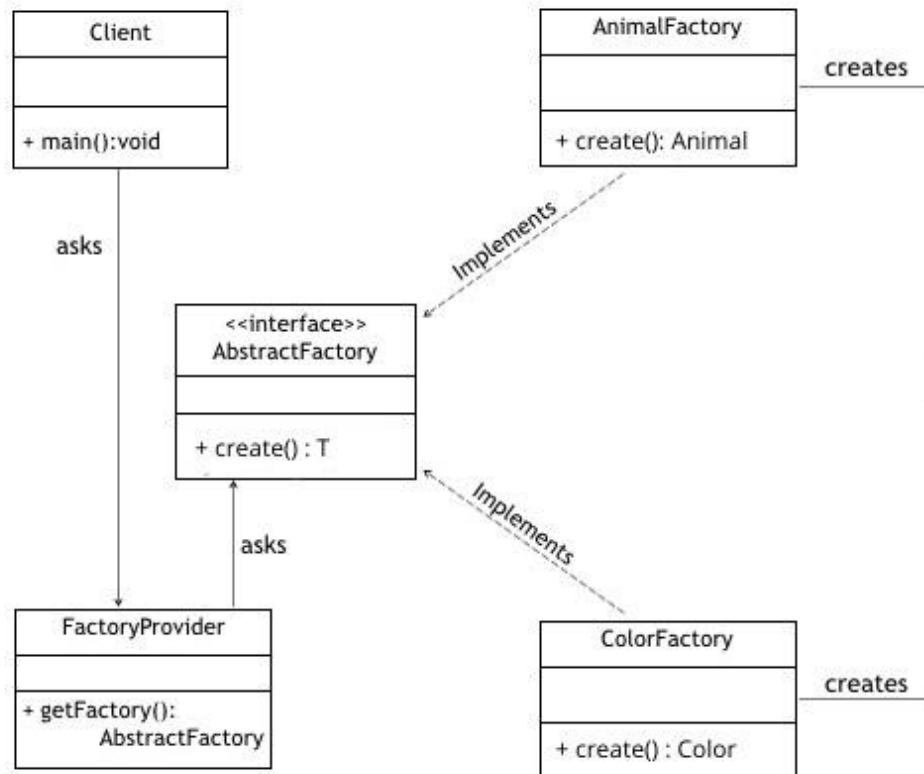 Client
+ main():void
asks
AnimalFactory
+ create(): Animal
creates
Implements
<<interface>>
AbstractFactory
+ create() : T
asks
Implements
FactoryProvider
+ getFactory():
AbstractFactory
ColorFactory
+ create() : Color
creates